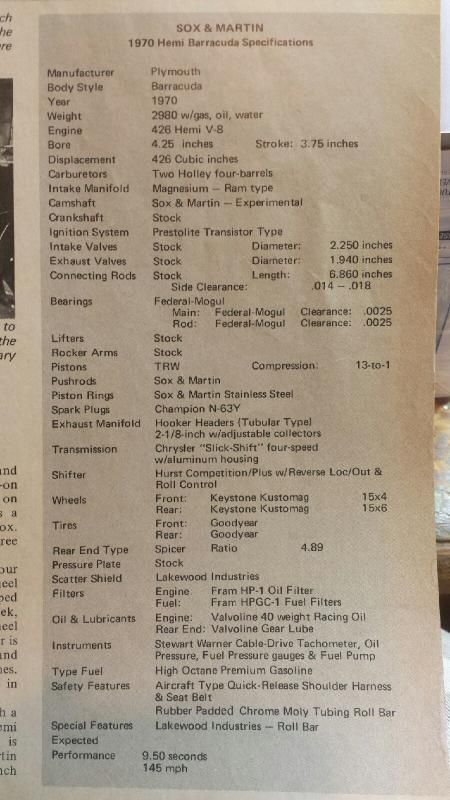 SOX & MARTIN
1970 Hemi Barracuda Specifications
Manufacturer Plymouth
Body Style Barracuda
Year 1970
Weight 2980 w/gas, oil, water
Engine 426 Hemi V-8
Bore 4.25 inches Stroke: 3.75 inches
Displacement 426 Cubic inches
Carburetors Two Holley four-barrels
Intake Manifold Magnesium — Ram type
Camshaft Sox & Martin — Experimental
Crankshaft Stock
Ignition System Prestolite Transistor Type
Intake Valves Stock Diameter: 2.250 inches
Exhaust Valves Stock Diameter: 1.940 inches
Connecting Rods Stock Length: 6.860 inches
Side Clearance: .014 — .018
Bearings Federal-Mogul
Main: Federal-Mogul Clearance: .0025
Rod: Federal-Mogul Clearance: .0025
Lifters Stock
Rocker Arms Stock
Pistons TRW Compression: 13-to-1
Pushrods Sox & Martin
Piston Rings Sox & Martin Stainless Steel
Spark Plugs Champion N-63Y
Exhaust Manifold Hooker Headers (Tubular Type)
2-1/8-inch w/adjustable collectors
Transmission Chrysler "Slick-Shift" four-speed
w/aluminum housing
Shifter Hurst Competition/Plus w/Reverse Loc/Out &
Roll Control
Wheels Front: Keystone Kustomag 15x4
Rear: Keystone Kustomag 15x6
Tires Front: Goodyear
Rear: Goodyear
Rear End Type Spicer Ratio 4.89
Pressure Plate Stock
Scatter Shield Lakewood Industries
Filters Engine Fram HP-1 Oil Filter
Fuel: Fram HPGC-1 Fuel Filters
Oil & Lubricants Engine: Valvoline 40 weight Racing Oil
Rear End: Valvoline Gear Lube
Instruments Stewart Warner Cable-Drive Tachometer, Oil
Pressure, Fuel Pressure gauges & Fuel Pump
Type Fuel High Octane Premium Gasoline
Safety Features Aircraft Type Quick-Release Shoulder Harness
& Seat Belt
Rubber Padded Chrome Moly Tubing Roll Bar
Special Features Lakewood Industries — Roll Bar
Expected
Performance 9.50 seconds
145 mph